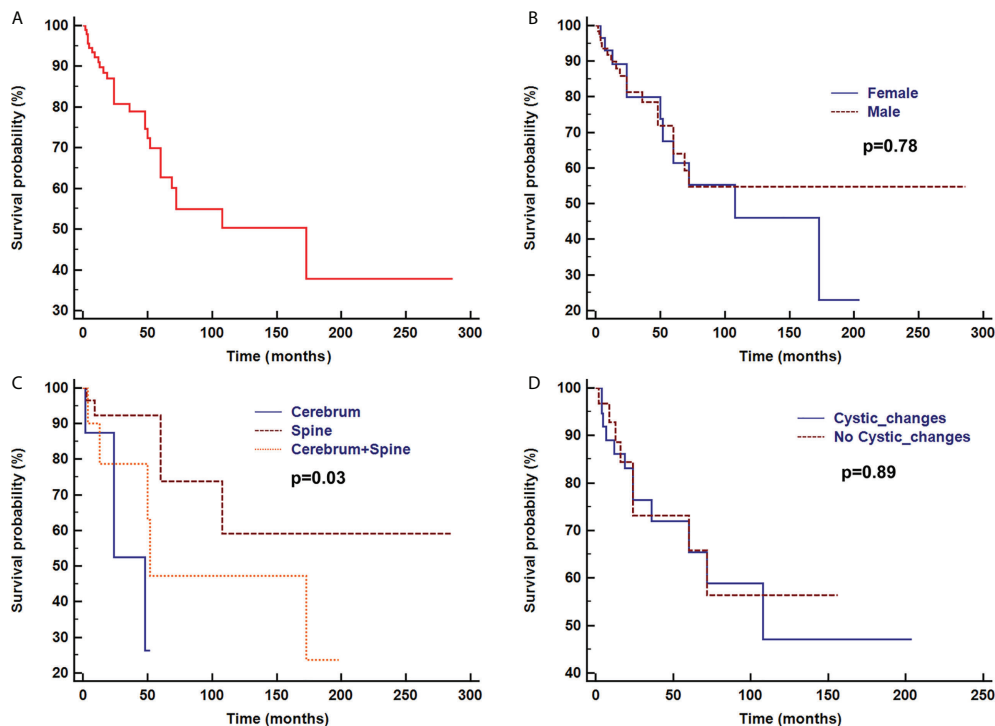 A
Survival probability (%)
100
90
80
70
60
50
40
30
0 50 100 150 200 250 300
Time (months)
B
Survival probability (%)
100
90
80
70
60
50
40
30
20
Female
Male
p=0.78
0 50 100 150 200 250 300
Time (months)
C
Survival probability (%)
100
90
80
70
60
50
40
30
20
Cerebrum
Spine
Cerebrum+Spine
p=0.03
0 50 100 150 200 250 300
Time (months)
D
Survival probability (%)
100
90
80
70
60
50
40
Cystic_changes
No Cystic_changes
p=0.89
0 50 100 150 200 250
Time (months)